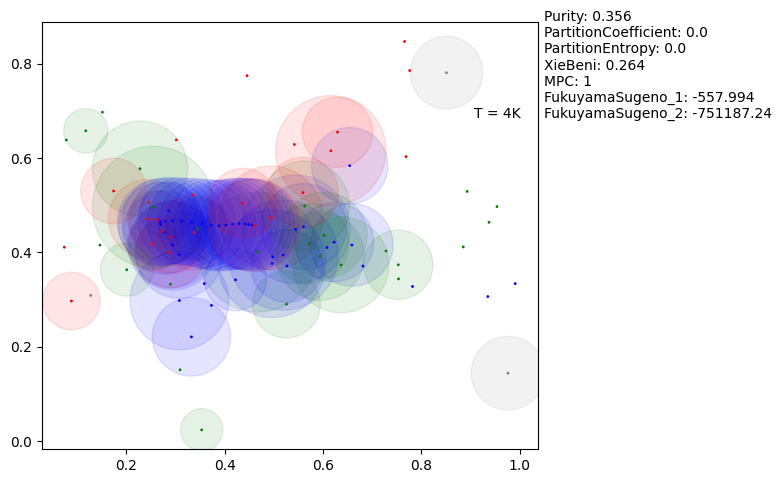 Purity: 0.356
PartitionCoefficient: 0.0
PartitionEntropy: 0.0
XieBeni: 0.264
MPC: 1
FukuyamaSugeno_1: -557.994
FukuyamaSugeno_2: -751187.24
T = 4K
0.8
0.6
0.4
0.2
0.0
0.2 0.4 0.6 0.8 1.0